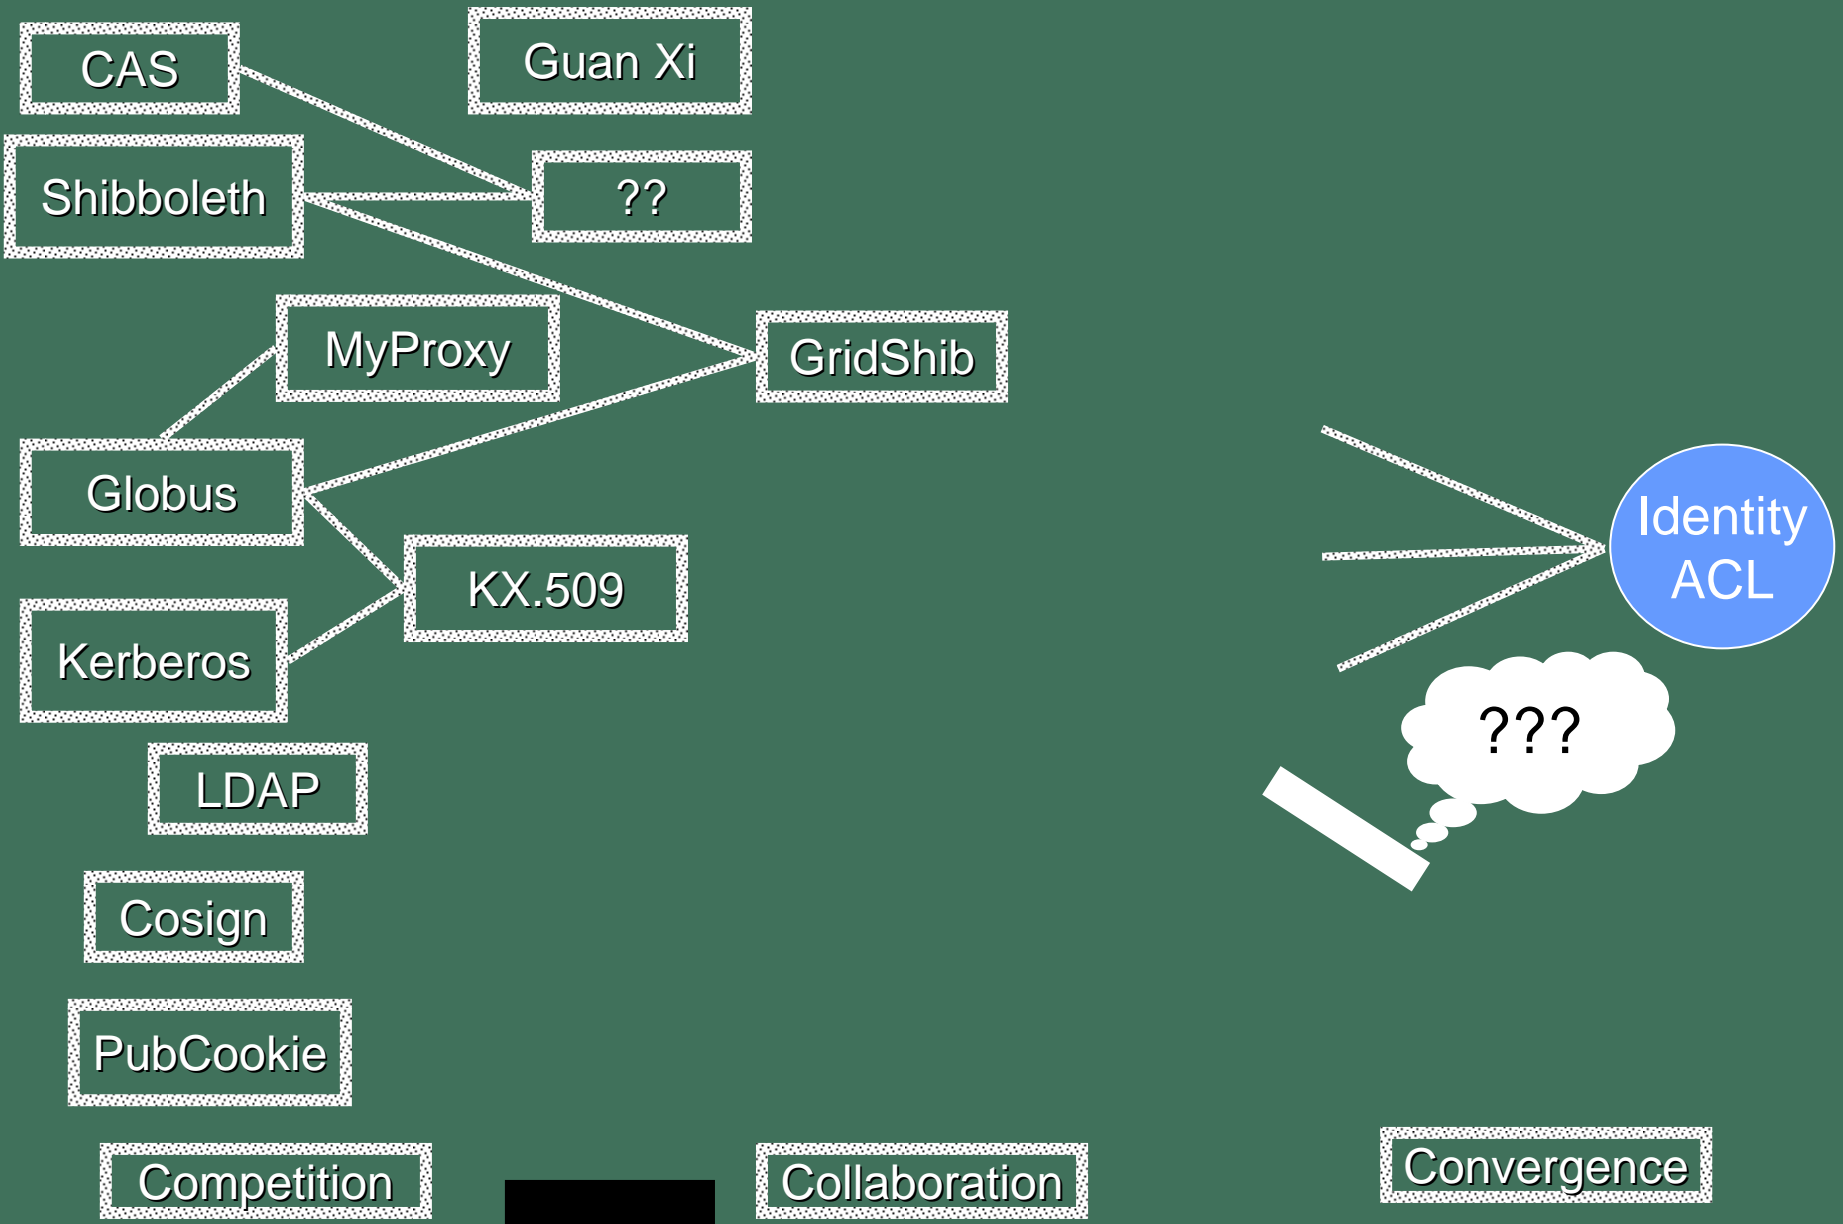 CAS
Guan Xi
Shibboleth
??
MyProxy
GridShib
Globus
Identity
ACL
KX.509
Kerberos
???
LDAP
Cosign
PubCookie
Competition
Collaboration
Convergence